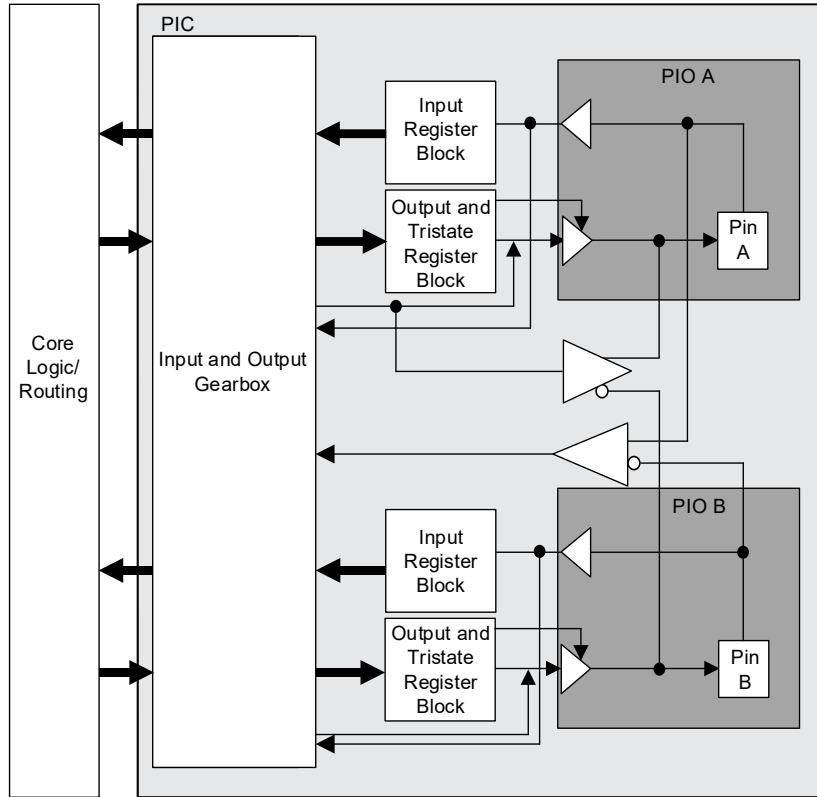 PIC
PIO A
Input
Register
Block
Output and
Tristate
Register
Block
Pin
A
Core
Logic/
Routing
Input and Output
Gearbox
PIO B
Input
Register
Block
Output and
Tristate
Register
Block
Pin
B